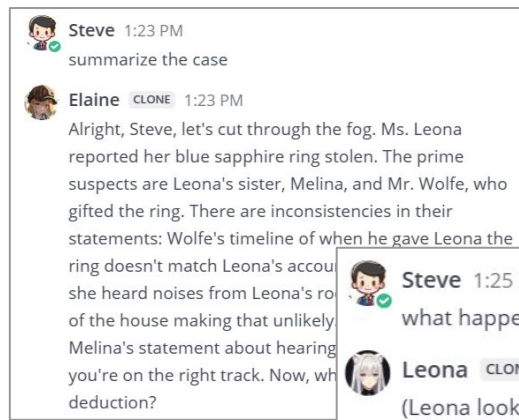 Steve 1:23 PM
summarize the case
Elaine CLONE 1:23 PM
Alright, Steve, let's cut through the fog. Ms. Leona
reported her blue sapphire ring stolen. The prime
suspects are Leona's sister, Melina, and Mr. Wolfe, who
gifted the ring. There are inconsistencies in their
statements: Wolfe's timeline of when he gave Leona the
ring doesn't match Leona's
she heard noises from Leona's
of the house making that unlikely
Melina's statement about hearing
you're on the right track. Now,
deduction?
Steve 1:25
what
Leona
(Leona